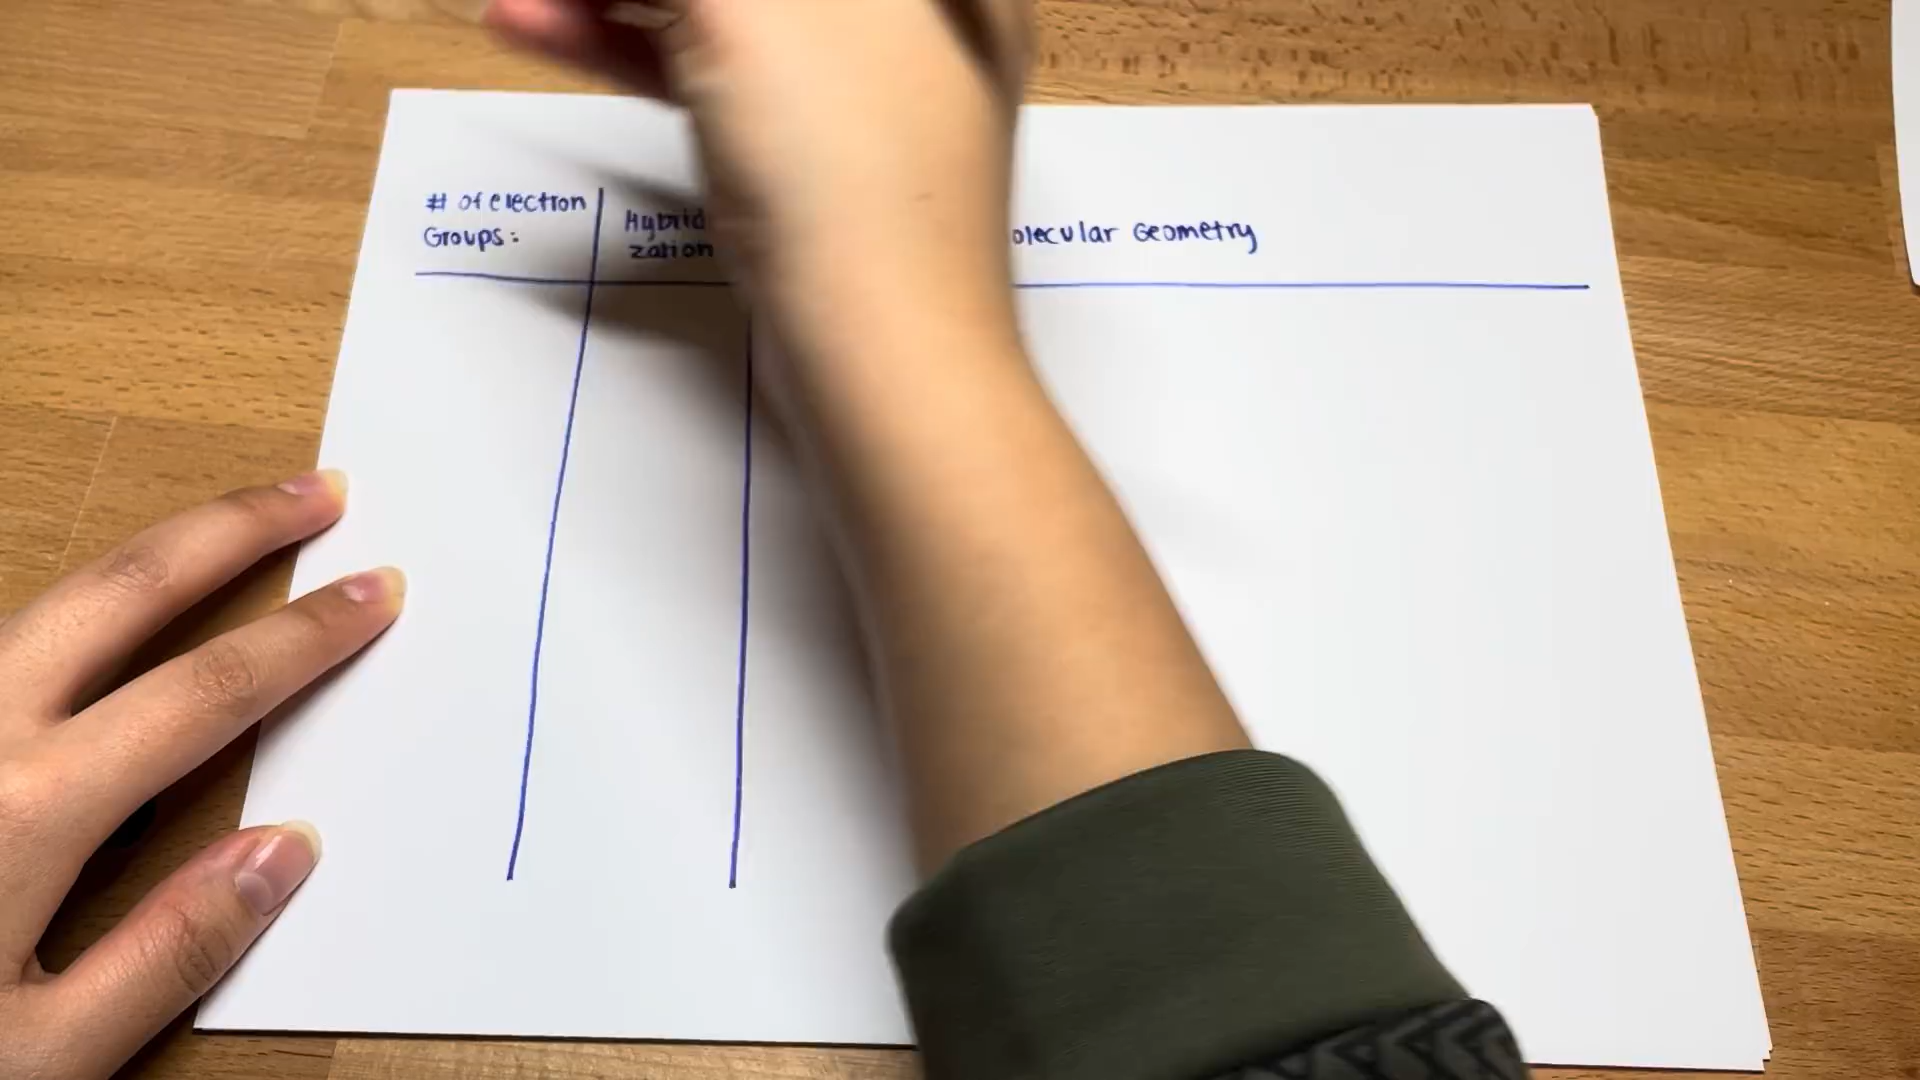 # of electron
Groups:
Hybrid
zation
olecular Geometry